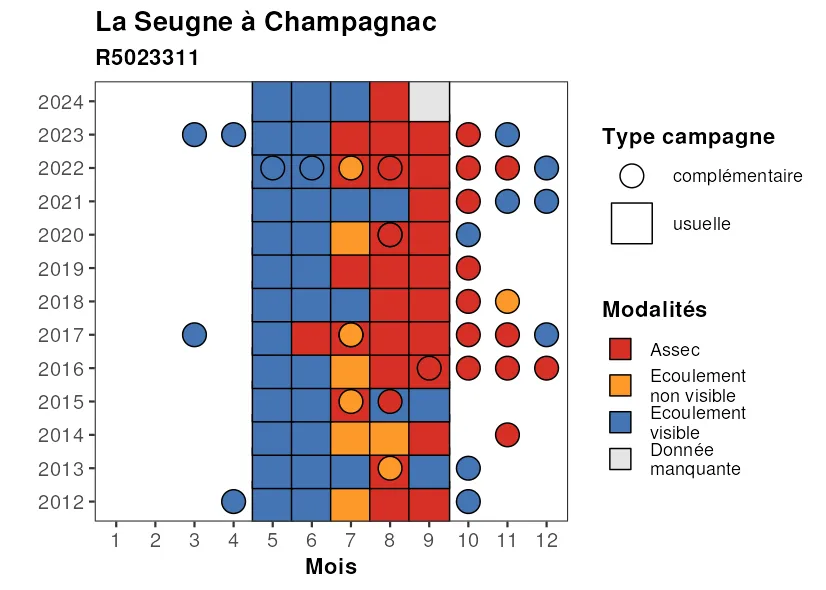 La Seugne à Champagnac
R5023311
2024
2023
2022
2021
2020
2019
2018
2017
2016
2015
2014
2013
2012
1 2 3 4 5 6 7 8 9 10 11 12
Mois
Type campagne
complémentaire
usuelle
Modalités
Assec
Ecoulement
non visible
Ecoulement
visible
Donnée
manquante